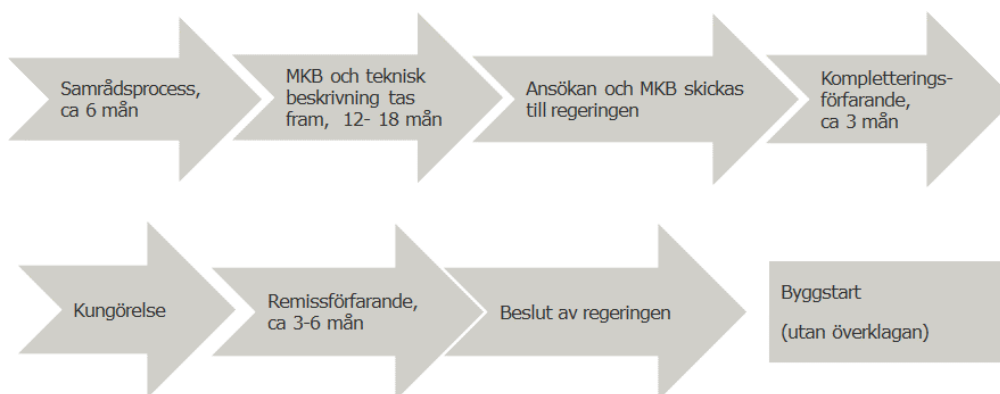 Samrådsprocess,
ca 6 mån
MKB och teknisk
beskrivning tas
fram, 12- 18 mån
Ansökan och MKB skickas
till regeringen
Kompletterings-
förfarande,
ca 3 mån
Kungörelse
Remissförfarande,
ca 3-6 mån
Beslut av regeringen
Byggstart
(utan överklagan)